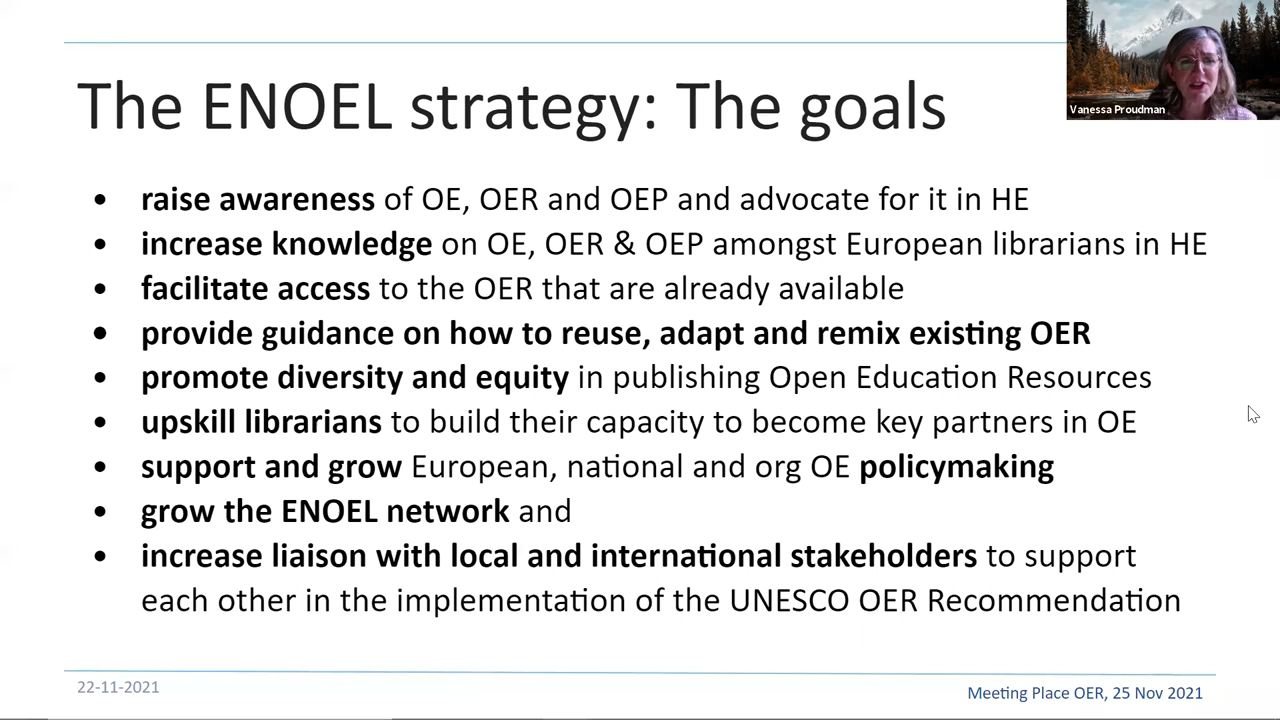 Vanessa Proudman
The ENOEL strategy: The goals
• raise awareness of OE, OER and OEP and advocate for it in HE
• increase knowledge on OE, OER & OEP amongst European librarians in HE
• facilitate access to the OER that are already available
• provide guidance on how to reuse, adapt and remix existing OER
• promote diversity and equity in publishing Open Education Resources
• upskill librarians to build their capacity to become key partners in OE
• support and grow European, national and org OE policymaking
• grow the ENOEL network and
• increase liaison with local and international stakeholders to support
each other in the implementation of the UNESCO OER Recommendation
22-11-2021
Meeting Place OER, 25 Nov 2021